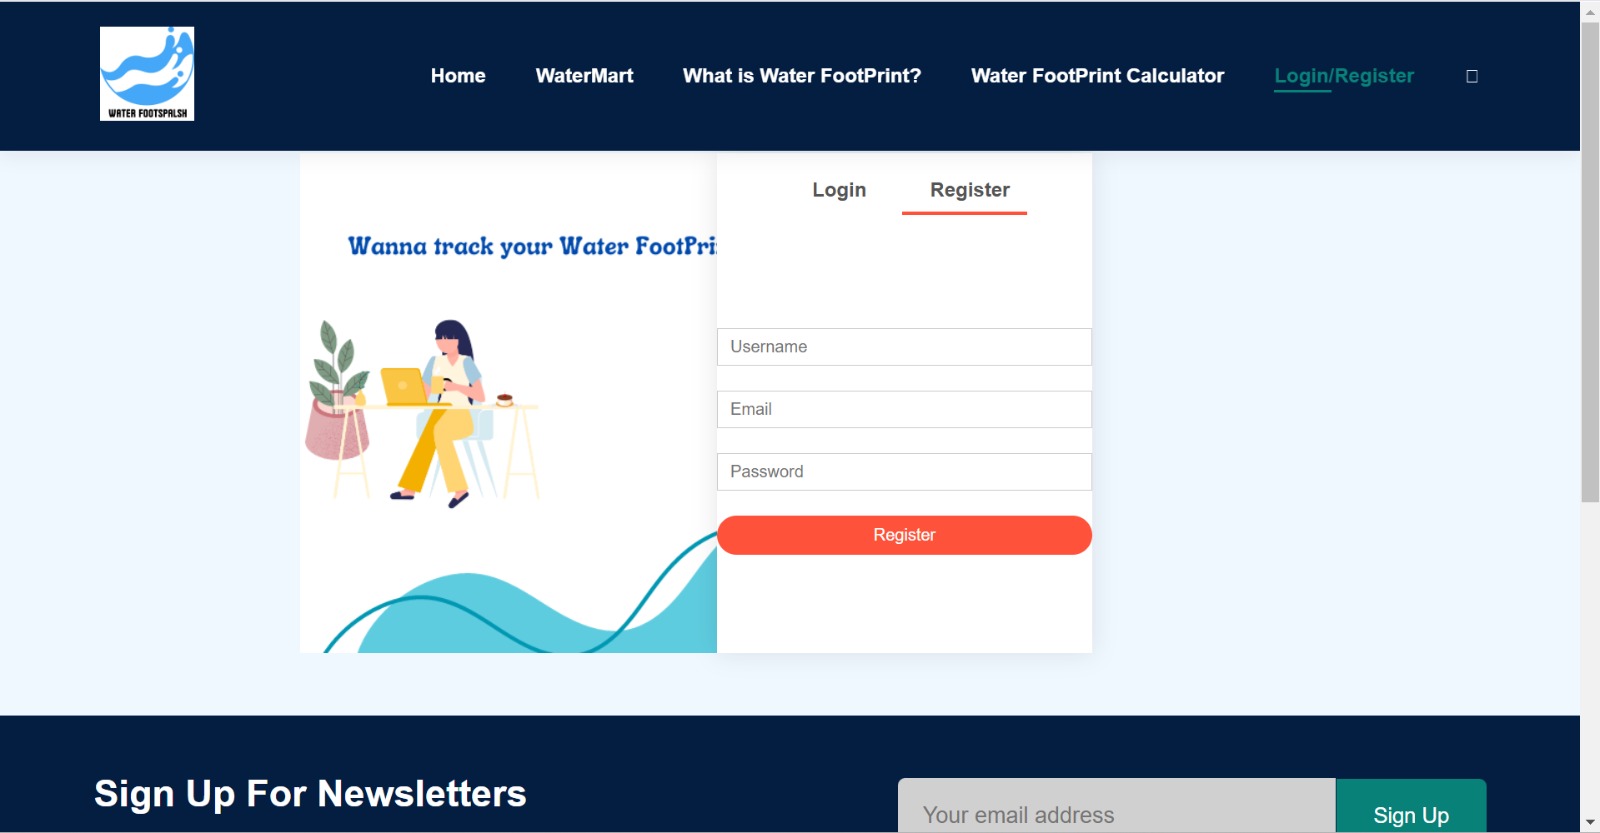 WATER FOOTSPALSH
Home
WaterMart
What is Water FootPrint?
Water FootPrint Calculator
Login/Register
Login
Register
Wanna track your Water FootPri
Username
Email
Password
Register
Sign Up For Newsletters
Your email address
Sign Up